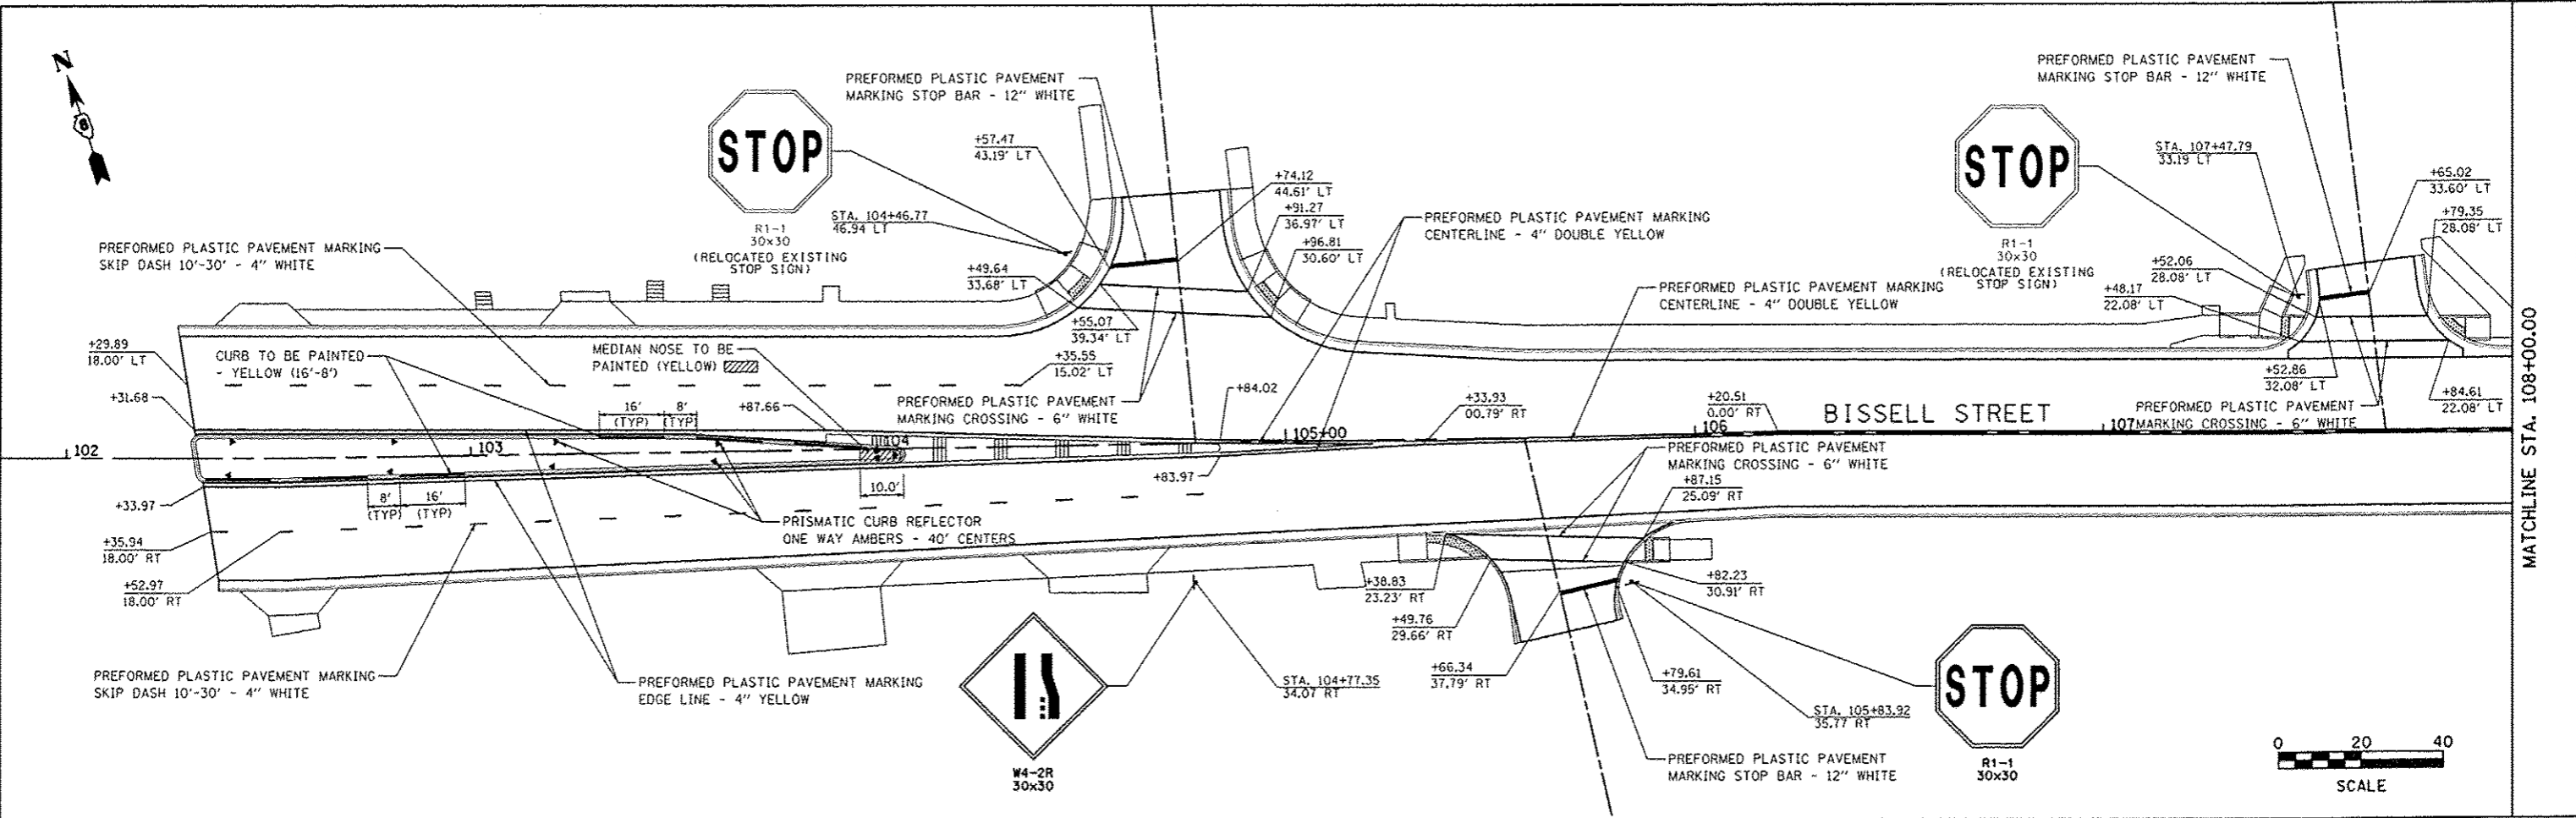 N
PREFORMED PLASTIC PAVEMENT
MARKING STOP BAR - 12" WHITE
STOP
R1-1
30x30
(RELOCATED EXISTING
STOP SIGN)
STA. 104+46.77
46.94 LT
+57.47
43.19' LT
+74.12
44.61' LT
+91.27
36.97' LT
+96.81
30.60' LT
+49.64
33.68' LT
+55.07
39.34' LT
+35.55
15.02' LT
PREFORMED PLASTIC PAVEMENT MARKING
SKIP DASH 10'-30' - 4" WHITE
+29.89
18.00' LT
CURB TO BE PAINTED
- YELLOW (16'-8')
MEDIAN NOSE TO BE
PAINTED (YELLOW)
+31.68
16'
(TYP)
8'
(TYP)
+87.66
PREFORMED PLASTIC PAVEMENT
MARKING CROSSING - 6" WHITE
+84.02
PREFORMED PLASTIC PAVEMENT MARKING
CENTERLINE - 4" DOUBLE YELLOW
PREFORMED PLASTIC PAVEMENT MARKING
CENTERLINE - 4" DOUBLE YELLOW
+33.93
00.79' RT
+20.51
0.00' RT
BISSELL STREET
PREFORMED PLASTIC PAVEMENT
MARKING STOP BAR - 12" WHITE
STOP
R1-1
30x30
(RELOCATED EXISTING
STOP SIGN)
STA. 107+47.79
33.19 LT
+65.02
33.60' LT
+79.35
28.08' LT
+52.06
28.08' LT
+48.17
22.08' LT
+52.86
32.08' LT
+84.61
22.08' LT
PREFORMED PLASTIC PAVEMENT
MARKING CROSSING - 6" WHITE
MATCHLINE STA. 108+00.00
102
103
104
105+00
106
107
+33.97
8'
(TYP)
16'
(TYP)
10.0'
+83.97
PRISMATIC CURB REFLECTOR
ONE WAY AMBERS - 40' CENTERS
+35.94
18.00' RT
+52.97
18.00' RT
PREFORMED PLASTIC PAVEMENT MARKING
SKIP DASH 10'-30' - 4" WHITE
PREFORMED PLASTIC PAVEMENT MARKING
EDGE LINE - 4" YELLOW
W4-2R
30x30
STA. 104+77.35
34.07 RT
PREFORMED PLASTIC PAVEMENT
MARKING CROSSING - 6" WHITE
+87.15
25.09' RT
+38.83
23.23' RT
+49.76
29.66' RT
+66.34
37.79' RT
+82.23
30.91' RT
+79.61
34.95' RT
STA. 105+83.92
35.77 RT
PREFORMED PLASTIC PAVEMENT
MARKING STOP BAR - 12" WHITE
STOP
R1-1
30x30
0 20 40
SCALE